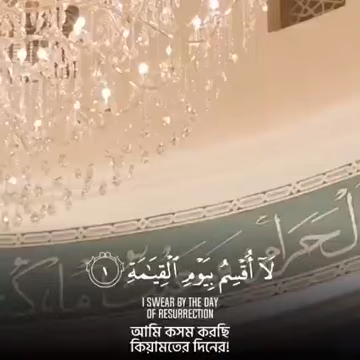 لَآ أُقْسِمُ بِيَوْمِ ٱلْقِيَـٰمَةِ ١
I SWEAR BY THE DAY
OF RESURRECTION
আমি কসম করছি
কিয়ামতের দিনের!